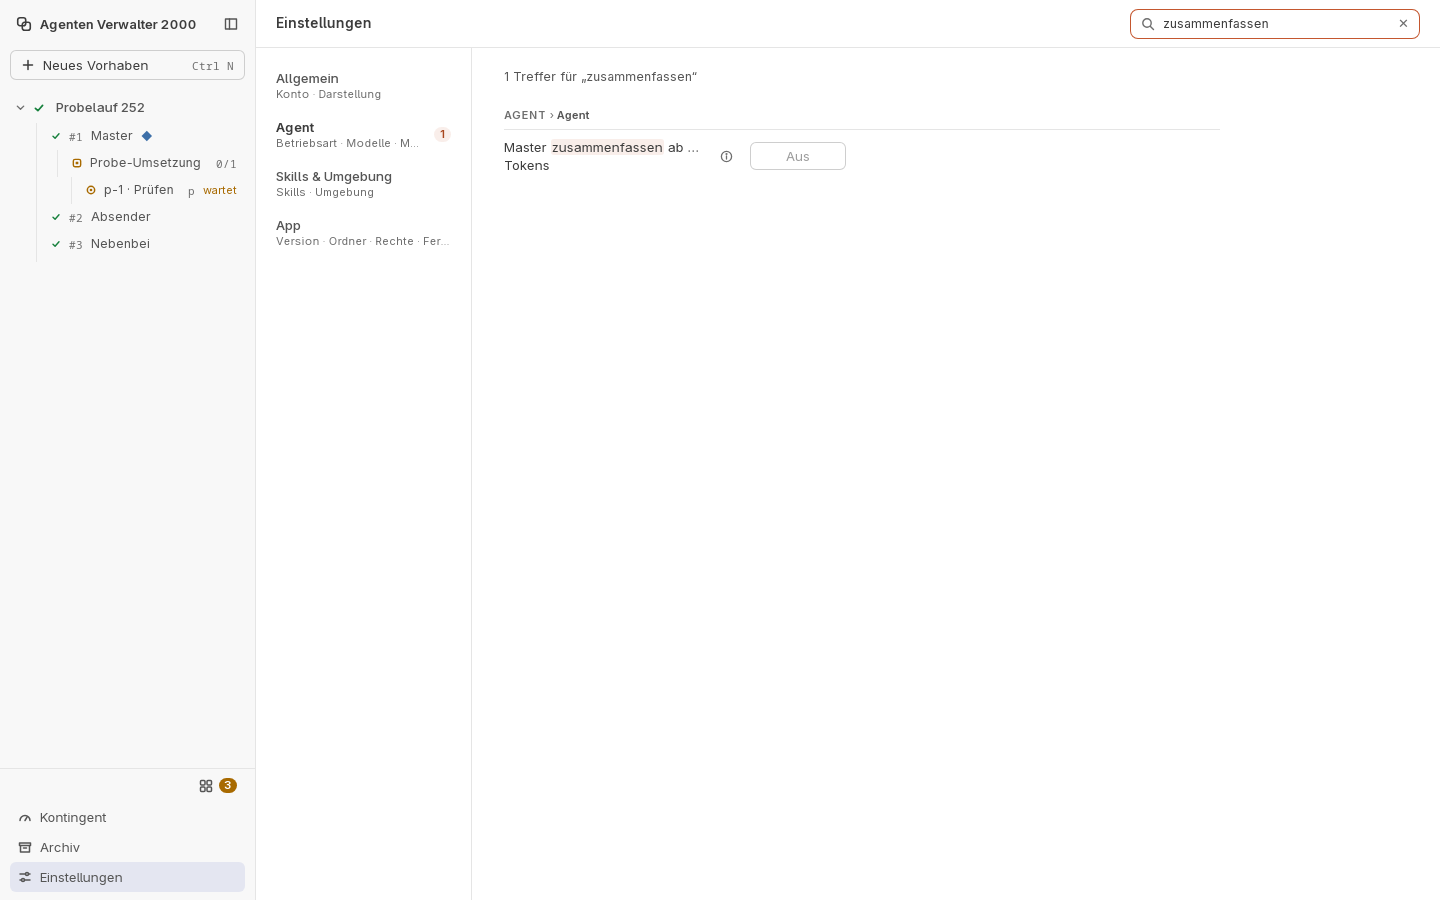 Agenten Verwalter 2000
Neues Vorhaben Ctrl N
Probelauf 252
#1 Master
Probe-Umsetzung 0/1
p-1 · Prüfen p wartet
#2 Absender
#3 Nebenbei
3
Kontingent
Archiv
Einstellungen
Einstellungen
zusammenfassen ×
Allgemein
Konto · Darstellung
Agent 1
Betriebsart · Modelle · M…
Skills & Umgebung
Skills · Umgebung
App
Version · Ordner · Rechte · Fer…
1 Treffer für „zusammenfassen“
AGENT › Agent
Master zusammenfassen ab …
Tokens
Aus